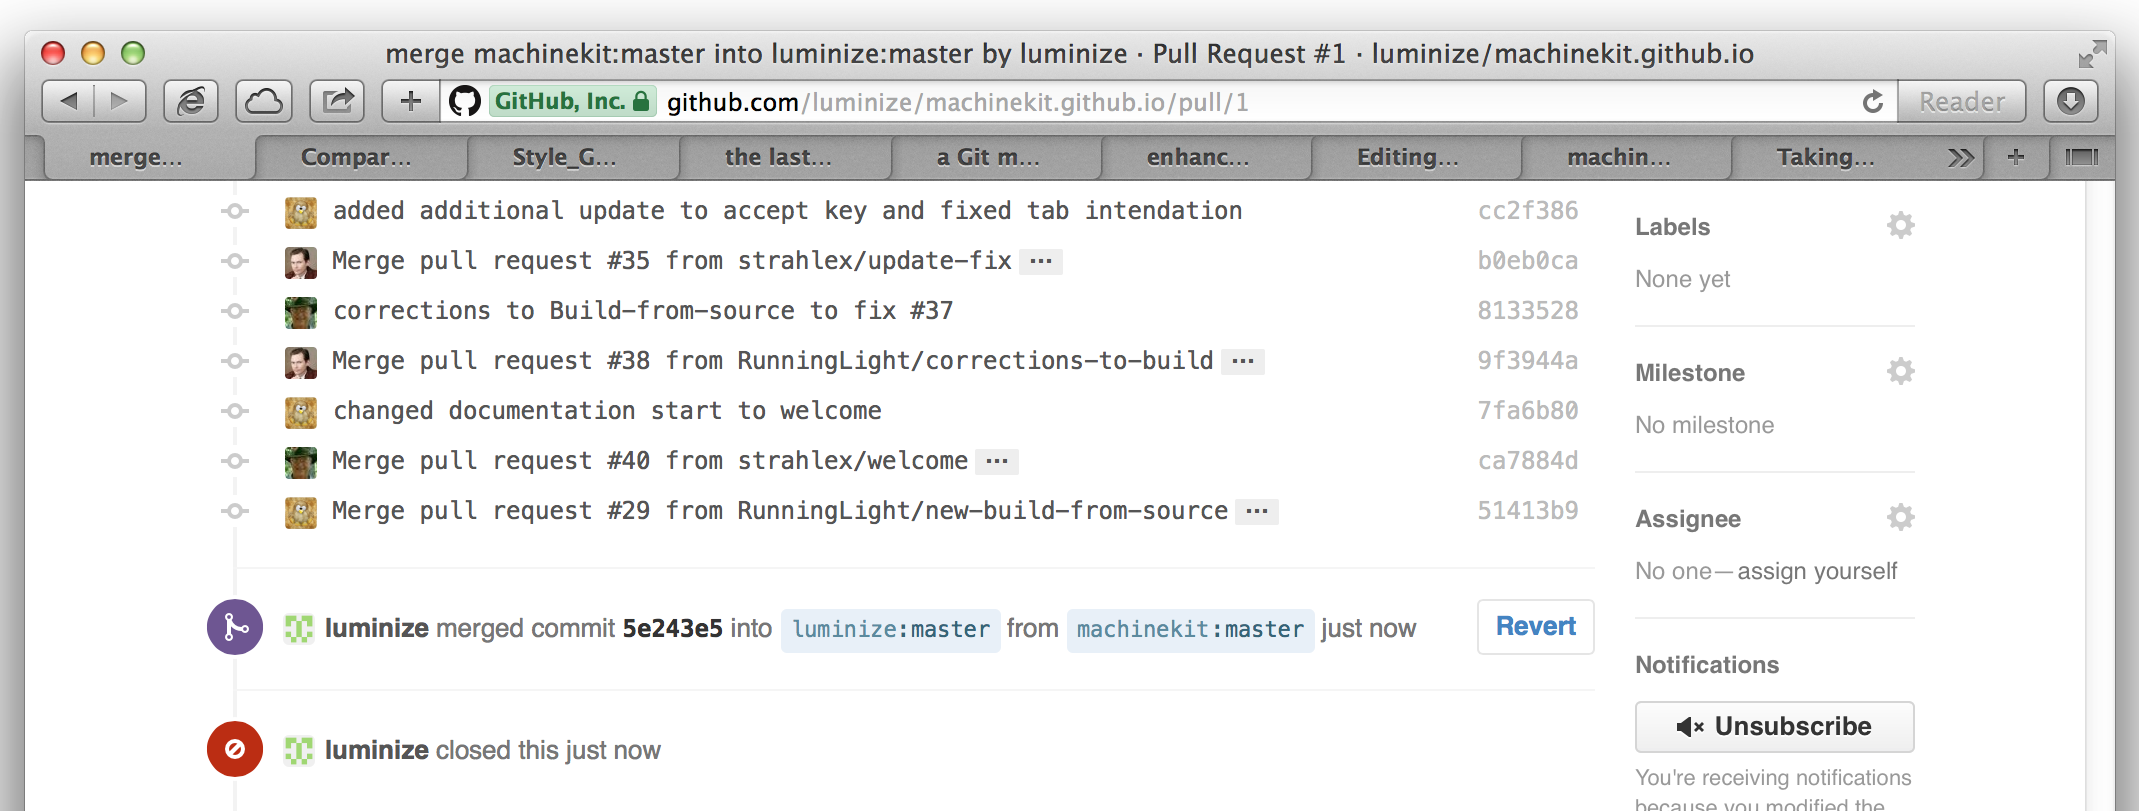 merge machinekit:master into luminize:master by luminize · Pull Request #1 · luminize/machinekit.github.io
GitHub, Inc. github.com/luminize/machinekit.github.io/pull/1 Reader
merge... Compar... Style_G... the last... a Git m... enhanc... Editing... machin... Taking...
added additional update to accept key and fixed tab intendation cc2f386
Merge pull request #35 from strahlex/update-fix ... b0eb0ca
corrections to Build-from-source to fix #37 8133528
Merge pull request #38 from RunningLight/corrections-to-build ... 9f3944a
changed documentation start to welcome 7fa6b80
Merge pull request #40 from strahlex/welcome ... ca7884d
Merge pull request #29 from RunningLight/new-build-from-source ... 51413b9
luminize merged commit 5e243e5 into luminize:master from machinekit:master just now Revert
luminize closed this just now
Labels
None yet
Milestone
No milestone
Assignee
No one—assign yourself
Notifications
Unsubscribe
You're receiving notifications
because you modified the